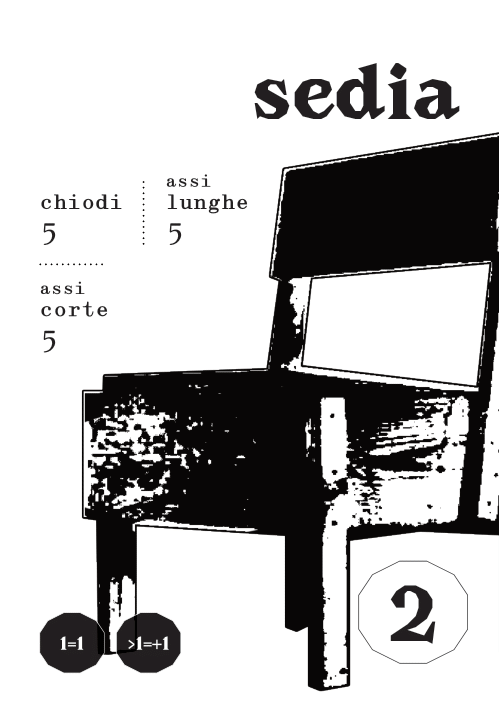 sedia
chiodi
5
assi
lunghe
5
assi
corte
5
2
1=1
>1=+1